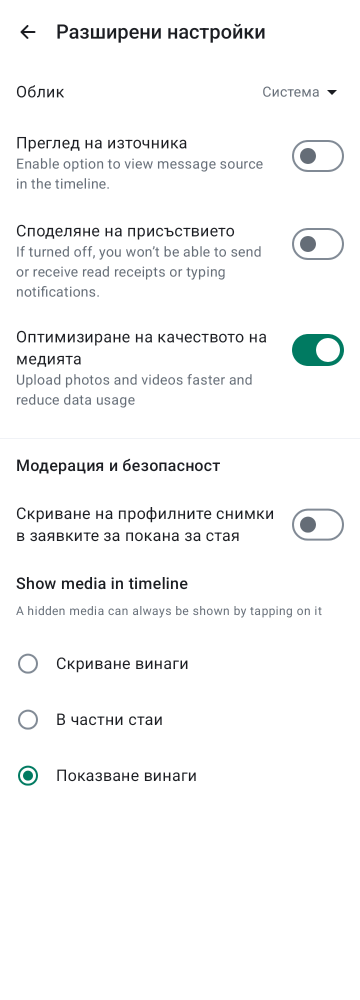 Разширени настройки
Облик
Система
Преглед на източника
Enable option to view message source
in the timeline.
Споделяне на присъствието
If turned off, you won't be able to send
or receive read receipts or typing
notifications.
Оптимизиране на качеството на
медията
Upload photos and videos faster and
reduce data usage
Модерация и безопасност
Скриване на профилните снимки
в заявките за покана за стая
Show media in timeline
A hidden media can always be shown by tapping on it
Скриване винаги
В частни стаи
Показване винаги